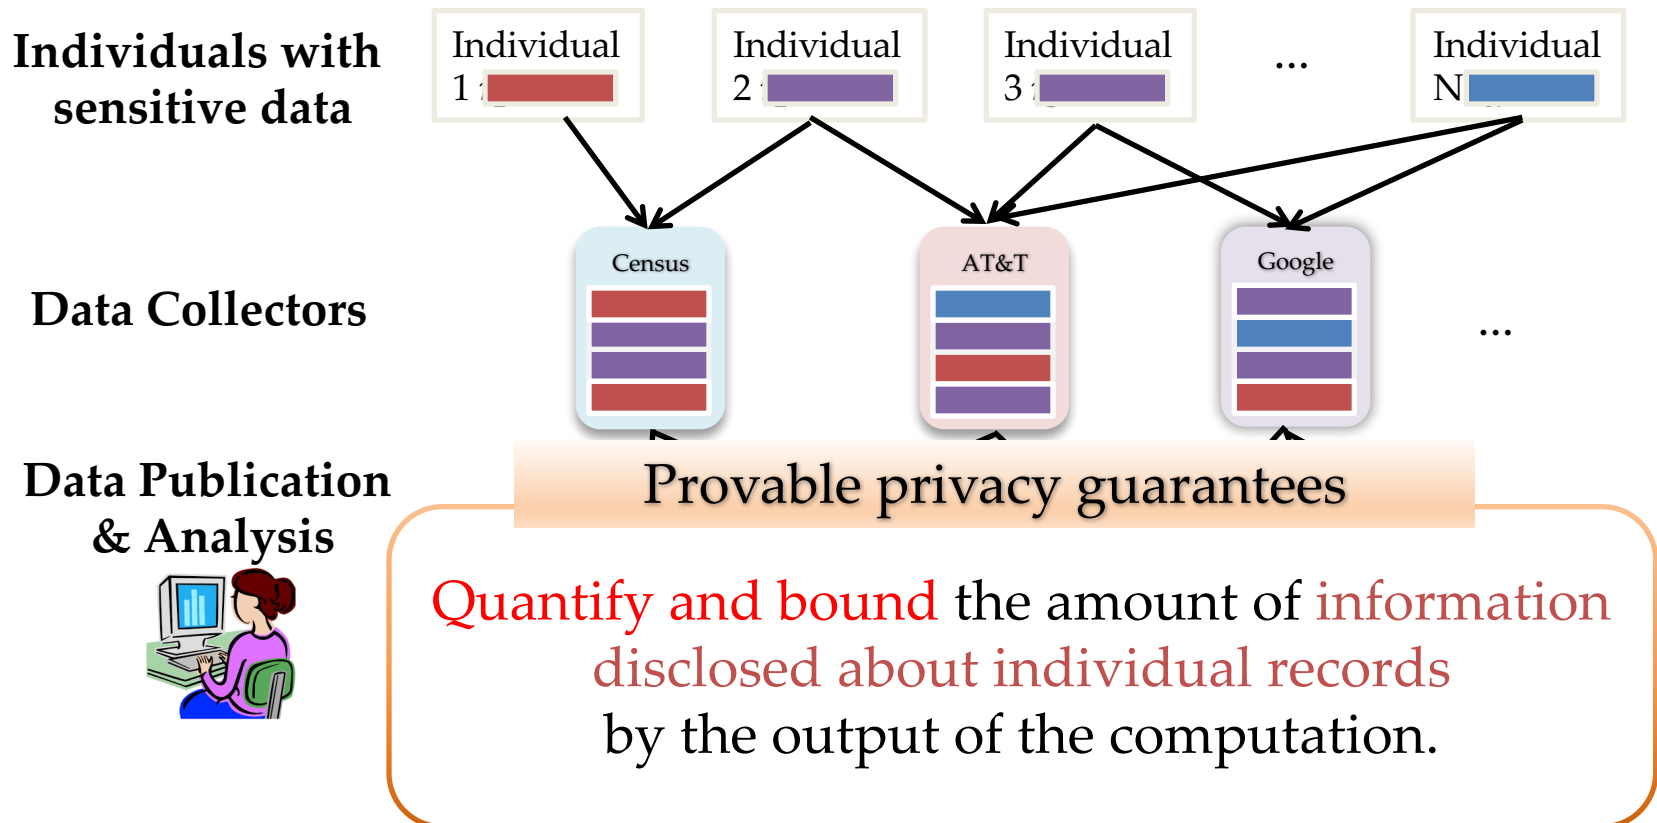 Individuals with
sensitive data
Individual
1
Individual
2
Individual
3
...
Individual
N
Data Collectors
Census
AT&T
Google
...
Data Publication
& Analysis
Provable privacy guarantees
Quantify and bound the amount of information
disclosed about individual records
by the output of the computation.